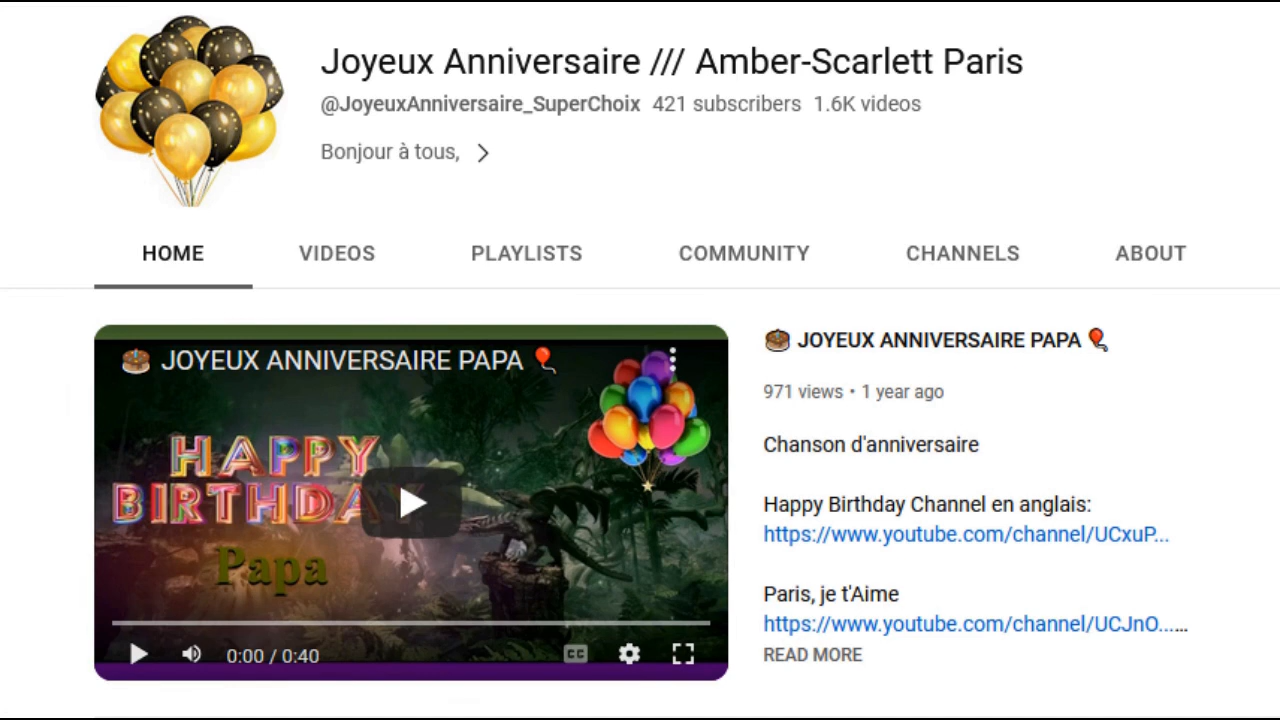 Joyeux Anniversaire /// Amber-Scarlett Paris
@JoyeuxAnniversaire_SuperChoix 421 subscribers 1.6K videos
Bonjour à tous,
HOME VIDEOS PLAYLISTS COMMUNITY CHANNELS ABOUT
🎂 JOYEUX ANNIVERSAIRE PAPA 🎈
HAPPY
BIRTHDAY
Papa
0:00 / 0:40
CC
🎂 JOYEUX ANNIVERSAIRE PAPA 🎈
971 views • 1 year ago
Chanson d'anniversaire
Happy Birthday Channel en anglais:
https://www.youtube.com/channel/UCxuP...
Paris, je t'Aime
https://www.youtube.com/channel/UCJnO......
READ MORE